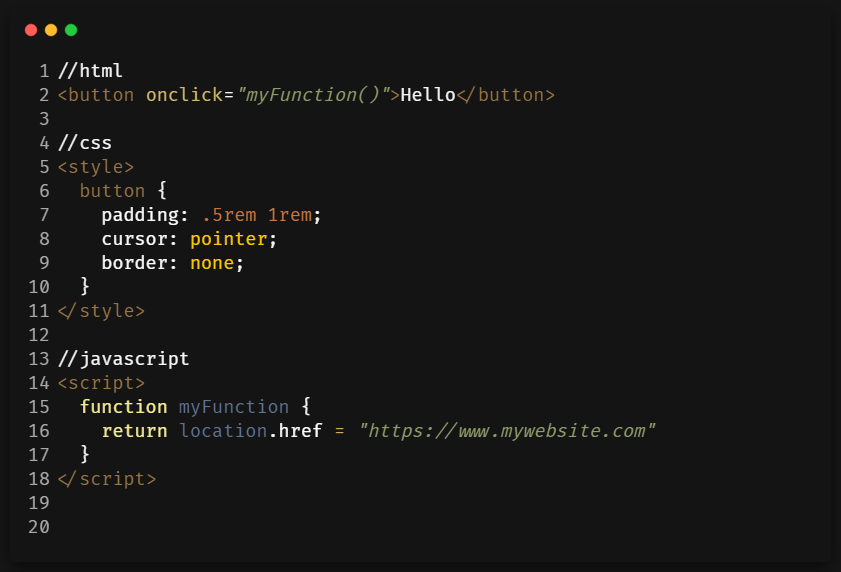 1 //html
2 <button onclick="myFunction()">Hello</button>
3
4 //css
5 <style>
6   button {
7     padding: .5rem 1rem;
8     cursor: pointer;
9     border: none;
10   }
11 </style>
12
13 //javascript
14 <script>
15   function myFunction {
16     return location.href = "https://www.mywebsite.com"
17   }
18 </script>
19
20